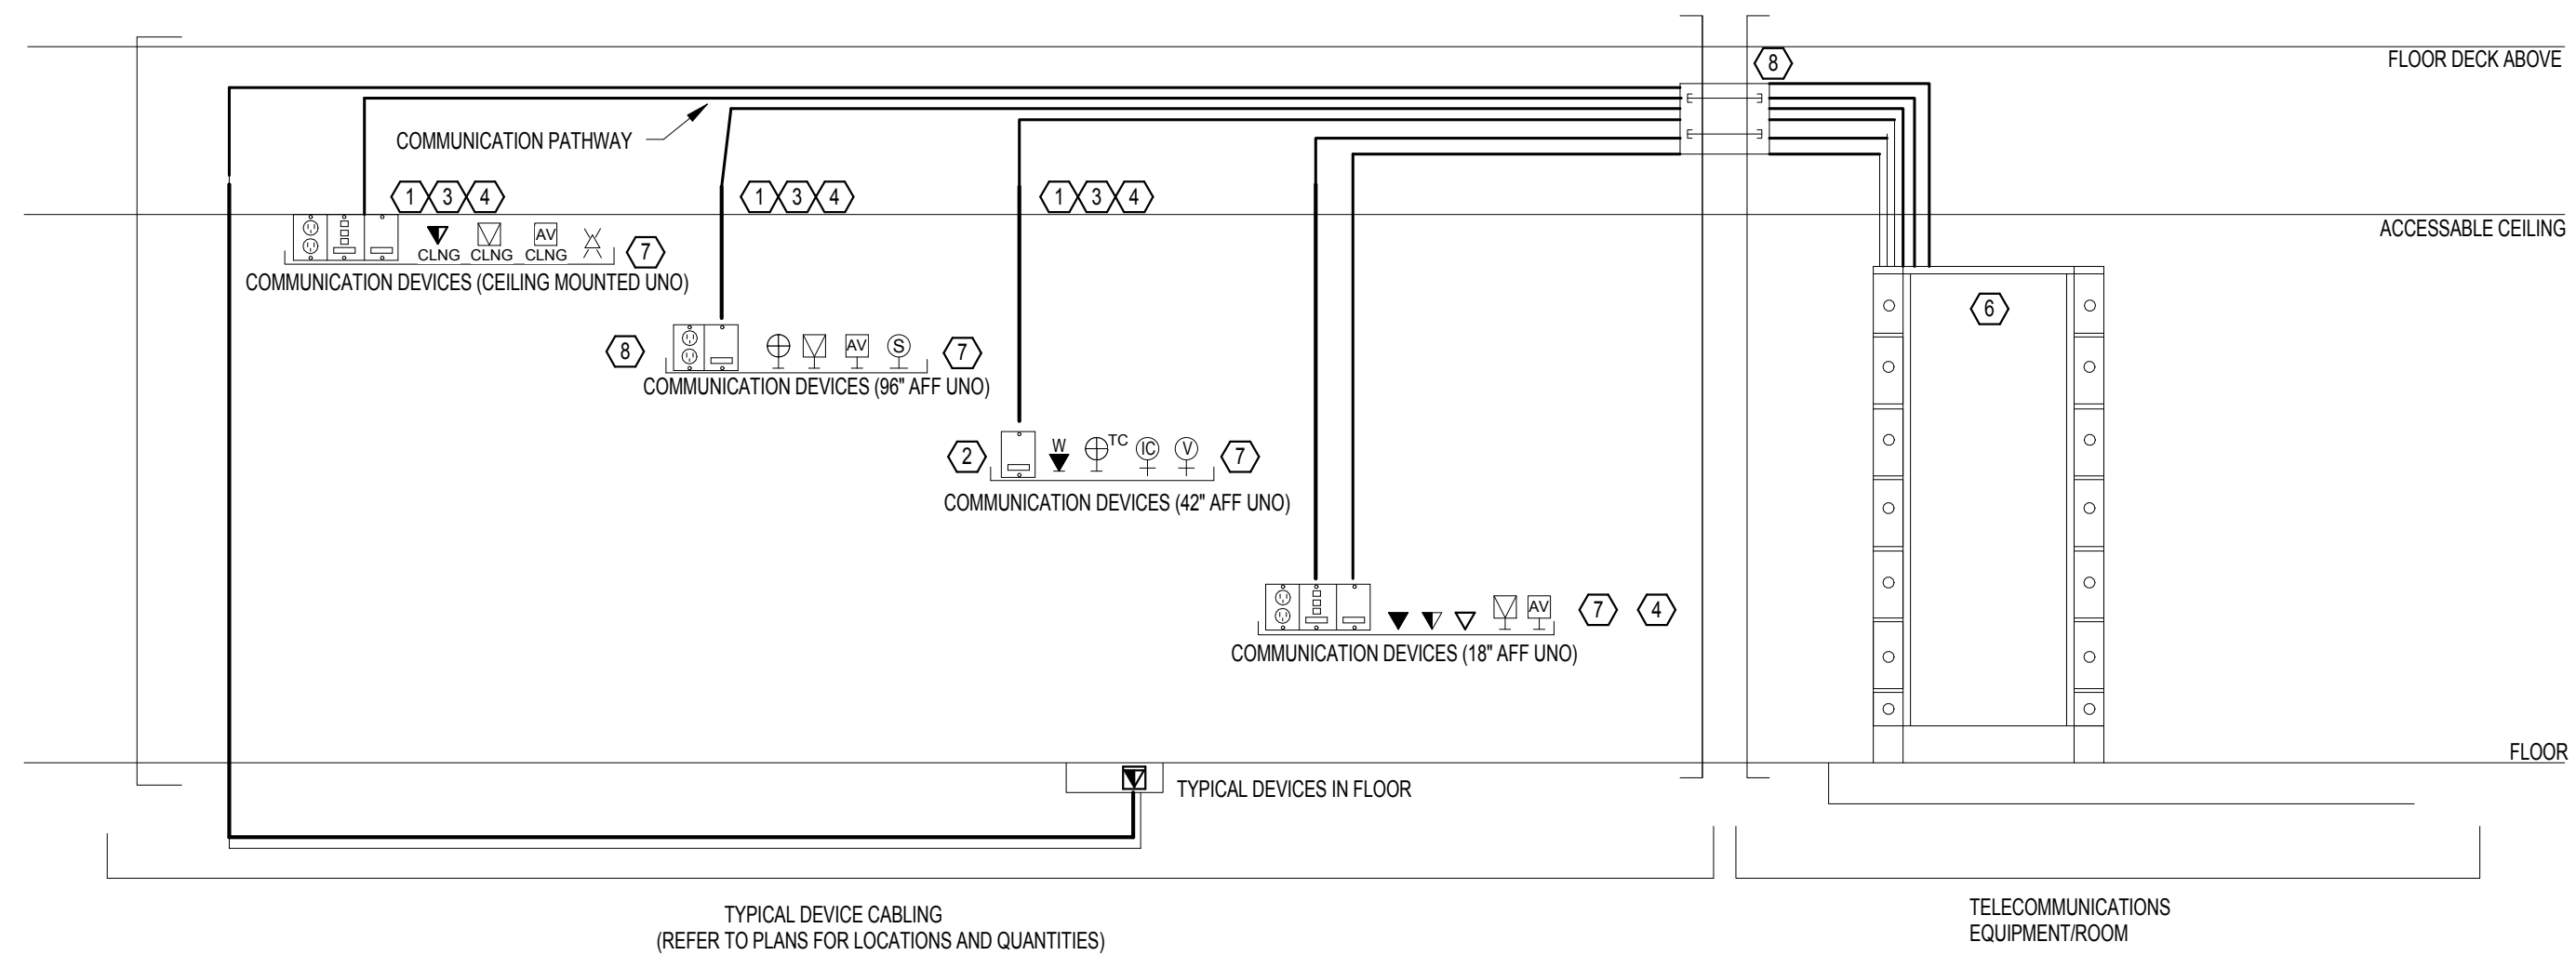 FLOOR DECK ABOVE
8
COMMUNICATION PATHWAY
1 3 4
1 3 4
1 3 4
ACCESSABLE CEILING
AV
CLNG CLNG CLNG
7
COMMUNICATION DEVICES (CEILING MOUNTED UNO)
6
8
AV
S
7
COMMUNICATION DEVICES (96" AFF UNO)
2
W
TC
IC
V
7
COMMUNICATION DEVICES (42" AFF UNO)
AV
7
4
COMMUNICATION DEVICES (18" AFF UNO)
FLOOR
TYPICAL DEVICES IN FLOOR
TYPICAL DEVICE CABLING
(REFER TO PLANS FOR LOCATIONS AND QUANTITIES)
TELECOMMUNICATIONS
EQUIPMENT/ROOM